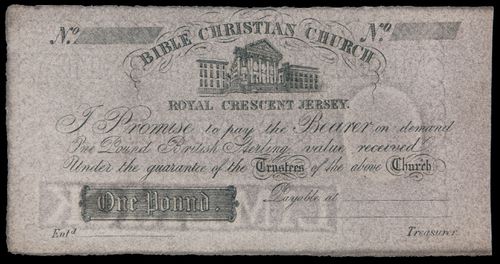 No No
BIBLE CHRISTIAN CHURCH
ROYAL CRESCENT JERSEY.
I Promise to pay the Bearer on demand
One Pound British Sterling value received
Under the guarantee of the Trustees of the above Church
One Pound. Payable at
Entd Treasurer.